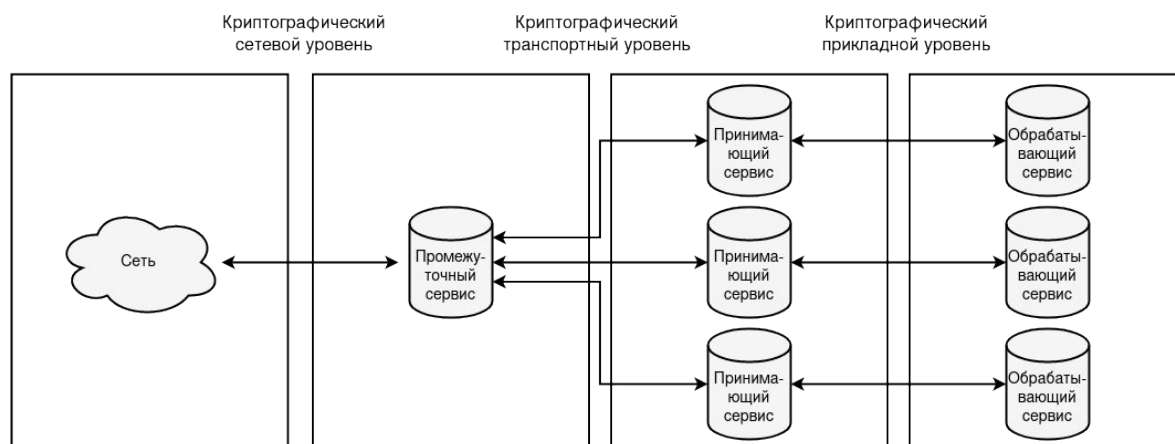 Криптографический
сетевой уровень
Криптографический
транспортный уровень
Криптографический
прикладной уровень
Сеть
Промежу-
точный
сервис
Принима-
ющий
сервис
Обрабаты-
вающий
сервис
Принима-
ющий
сервис
Обрабаты-
вающий
сервис
Принима-
ющий
сервис
Обрабаты-
вающий
сервис